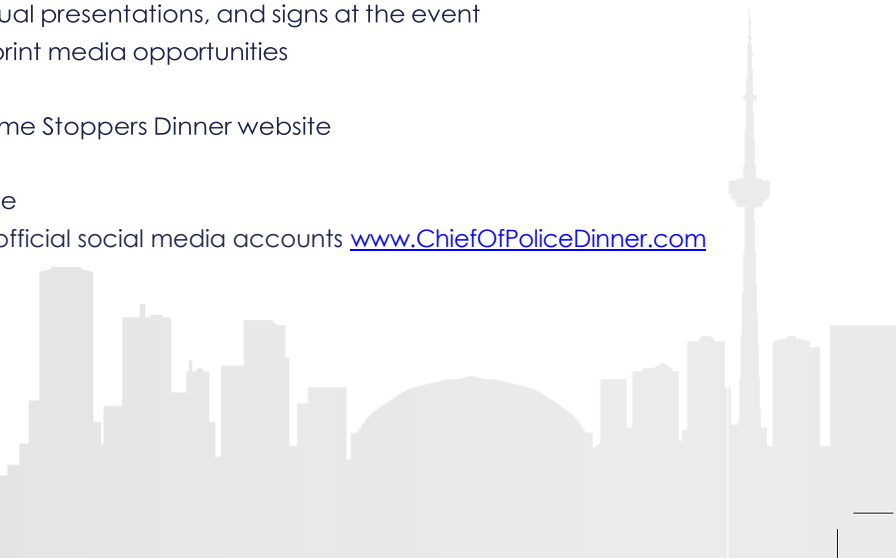 ual presentations, and signs at the event
print media opportunities
me Stoppers Dinner website
e
official social media accounts www.ChiefOfPoliceDinner.com